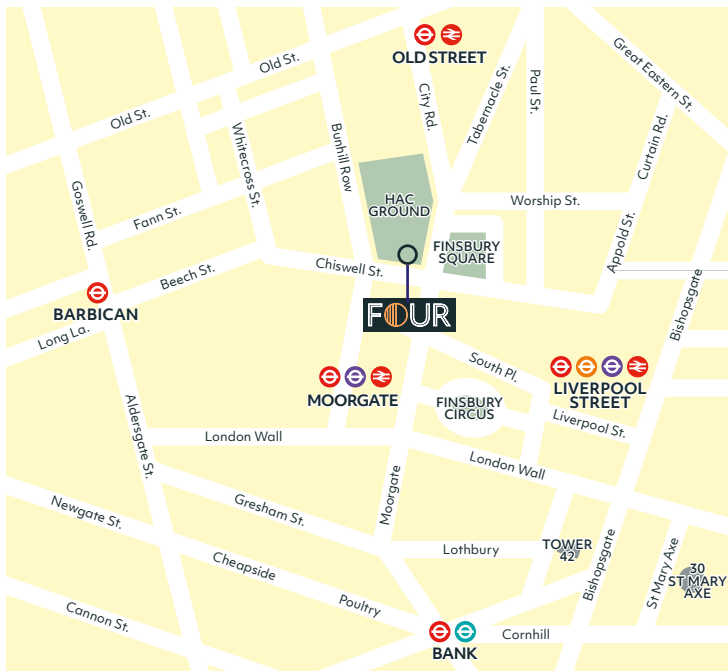 OLD STREET
Old St.
Old St.
City Rd.
Tabernacle St.
Paul St.
Great Eastern St.
Curtain Rd.
Whitecross St.
Bunhill Row
Goswell Rd.
Fann St.
HAC
GROUND
Worship St.
FINSBURY
SQUARE
Appold St.
Beech St.
Chiswell St.
BARBICAN
Long La.
FOUR
Bishopsgate
South Pl.
MOORGATE
FINSBURY
CIRCUS
LIVERPOOL
STREET
Liverpool St.
Aldersgate St.
London Wall
London Wall
Moorgate
Newgate St.
Gresham St.
Lothbury
TOWER
42
Bishopsgate
St Mary Axe
30
ST MARY
AXE
Cheapside
Poultry
Cannon St.
Cornhill
BANK